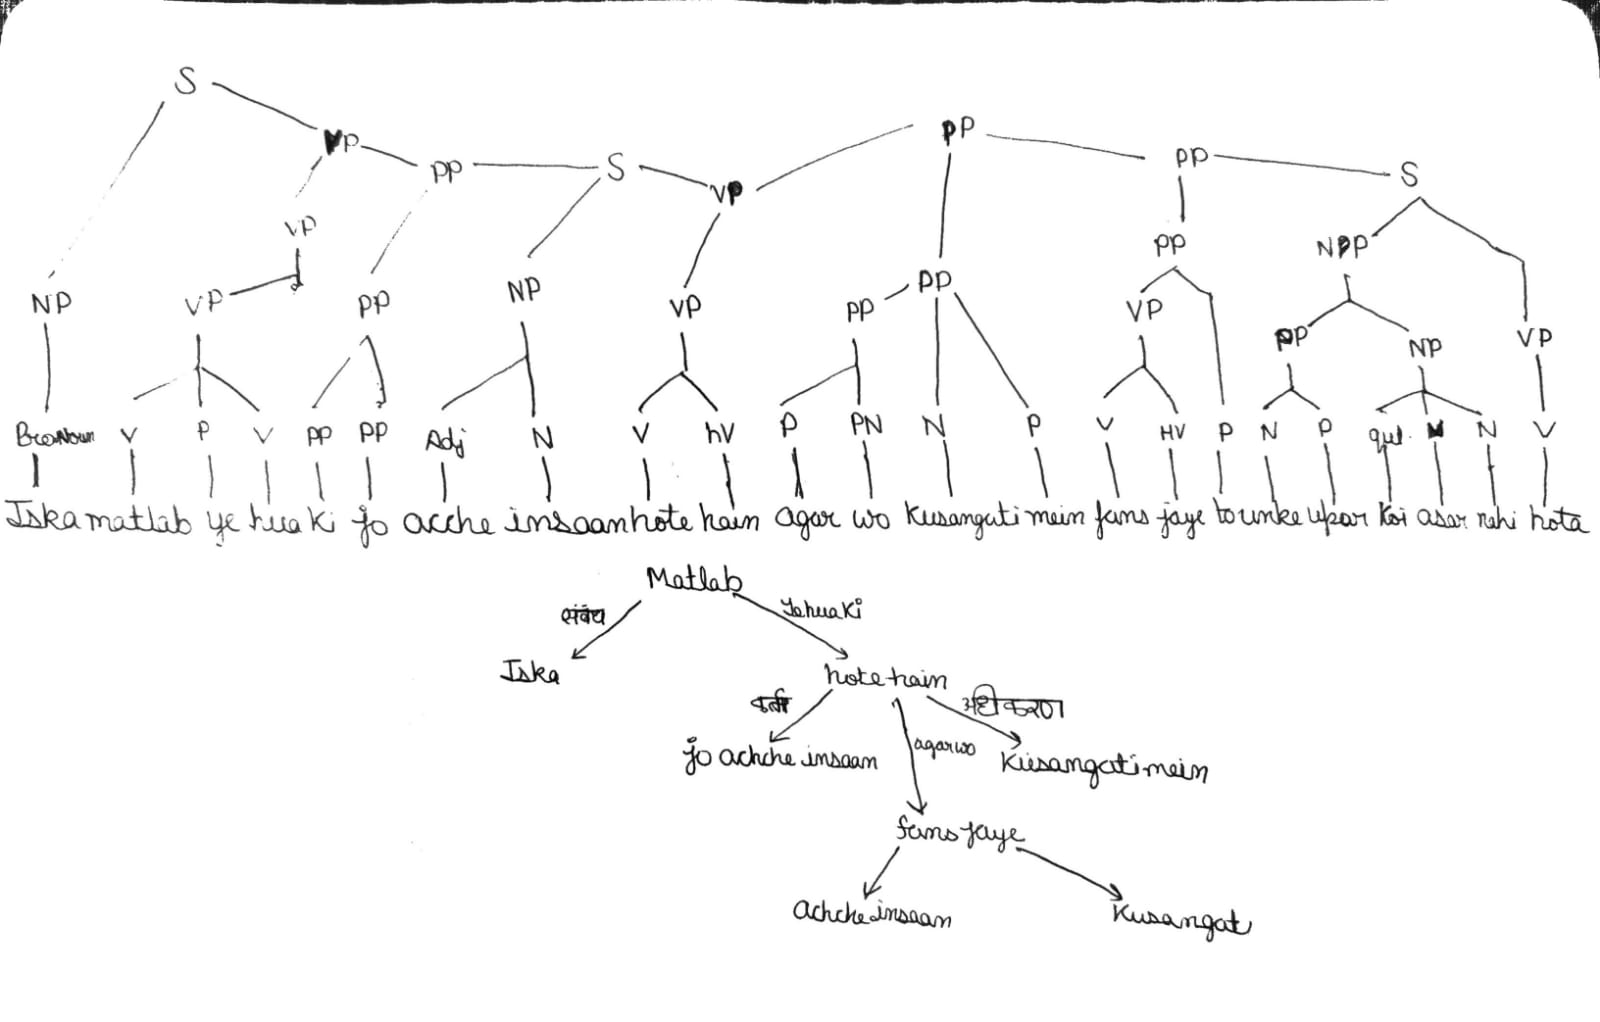 S
VP PP S VP PP PP S
VP PP NPP
NP VP PP NP VP PP PP VP PP NP VP
V P V PP PP Adj N V hV P PN N P V HV P N P qul. N V
Iska matlab ye hua ki jo acche insaan hote hain agar wo Kusangati mein fans jaye to unke upar koi asar nahi hota
Matlab
संबंध Ye hua Ki
Iska hote hain
कर्ता अधिकरण
jo achche insaan agar wo Kusangati mein
fans jaye
Achche insaan Kusangat